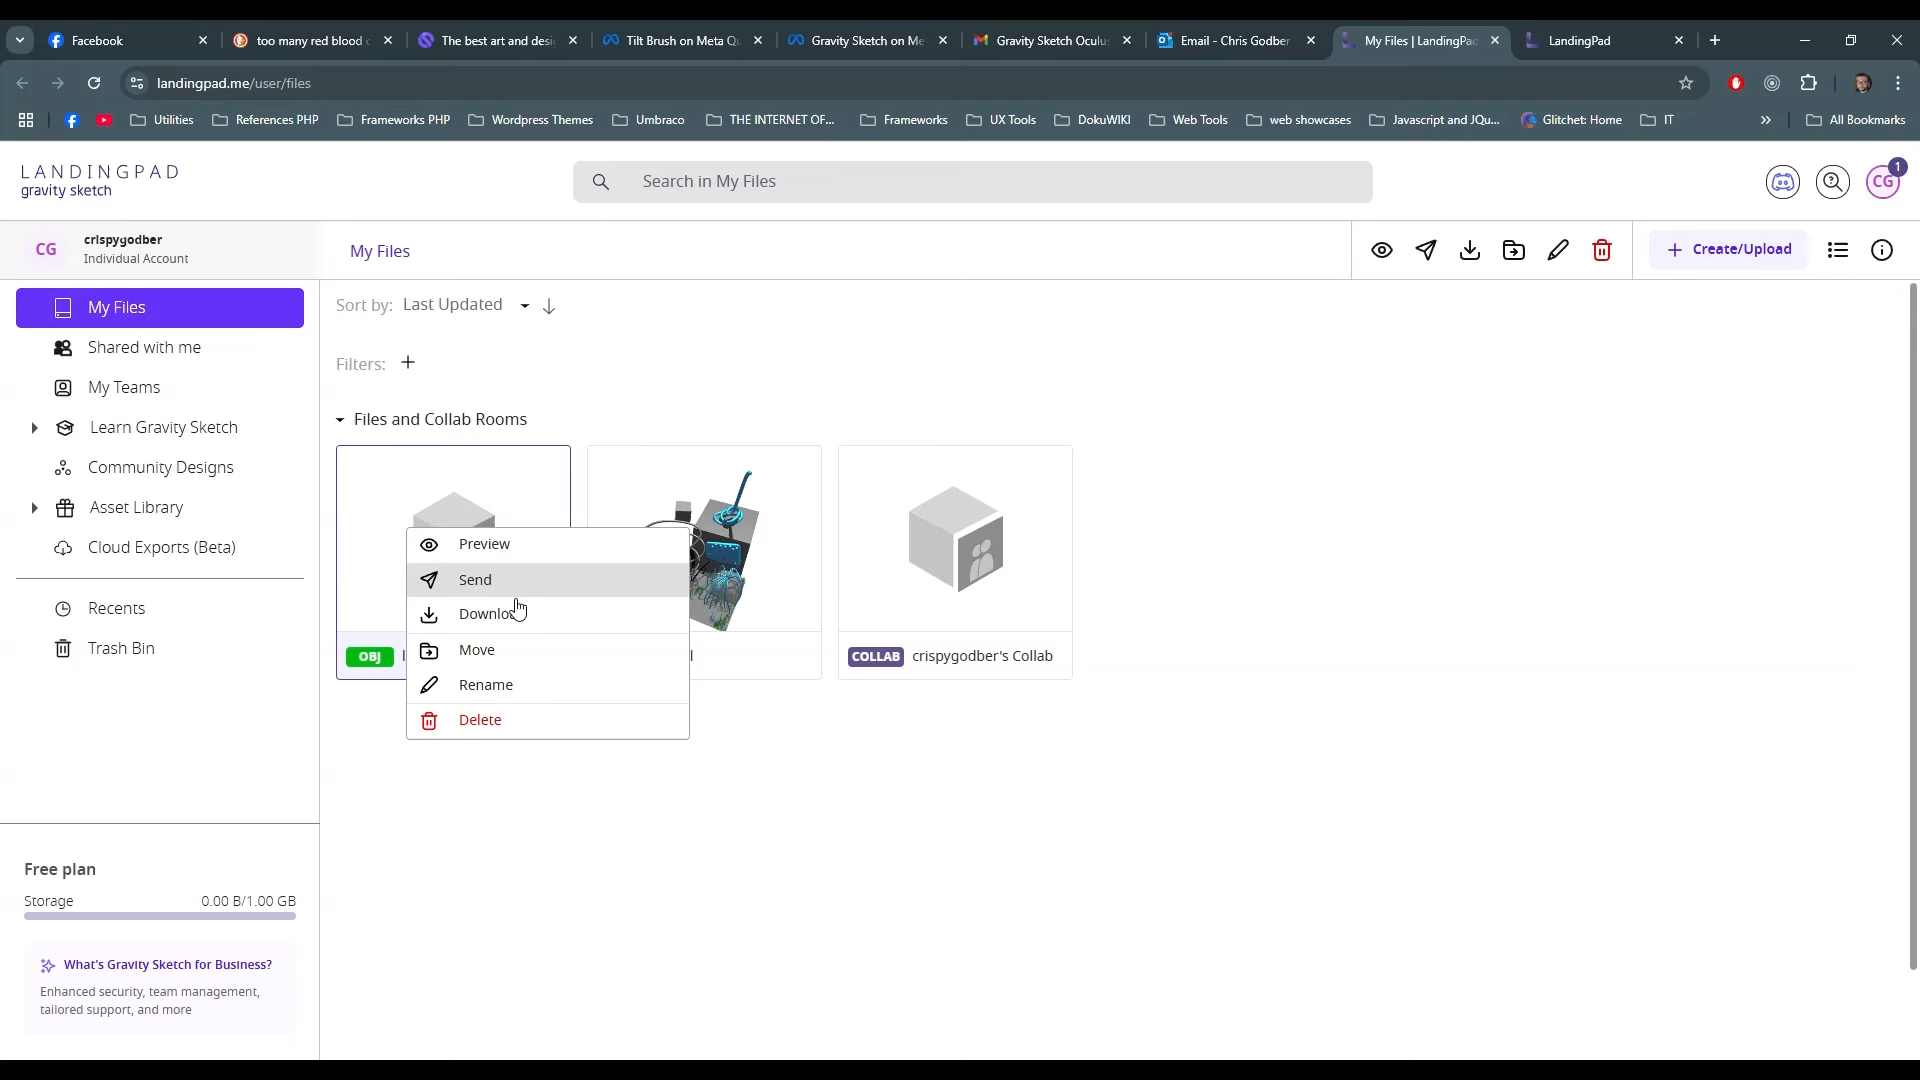 Facebook
too many red blood c
The best art and desi
Tilt Brush on Meta Q
Gravity Sketch on Me
Gravity Sketch Oculu
Email - Chris Godber
My Files | LandingPad
LandingPad
landingpad.me/user/files
Utilities
References PHP
Frameworks PHP
Wordpress Themes
Umbraco
THE INTERNET OF...
Frameworks
UX Tools
DokuWIKI
Web Tools
web showcases
Javascript and JQu...
Glitchet: Home
IT
All Bookmarks
LANDINGPAD
gravity sketch
Search in My Files
CG
1
CG
crispygodber
Individual Account
My Files
Create/Upload
My Files
Shared with me
My Teams
Learn Gravity Sketch
Community Designs
Asset Library
Cloud Exports (Beta)
Recents
Trash Bin
Sort by: Last Updated
Filters:
Files and Collab Rooms
Preview
Send
Download
Move
Rename
Delete
OBJ
COLLAB crispygodber's Collab
Free plan
Storage 0.00 B/1.00 GB
What's Gravity Sketch for Business?
Enhanced security, team management,
tailored support, and more